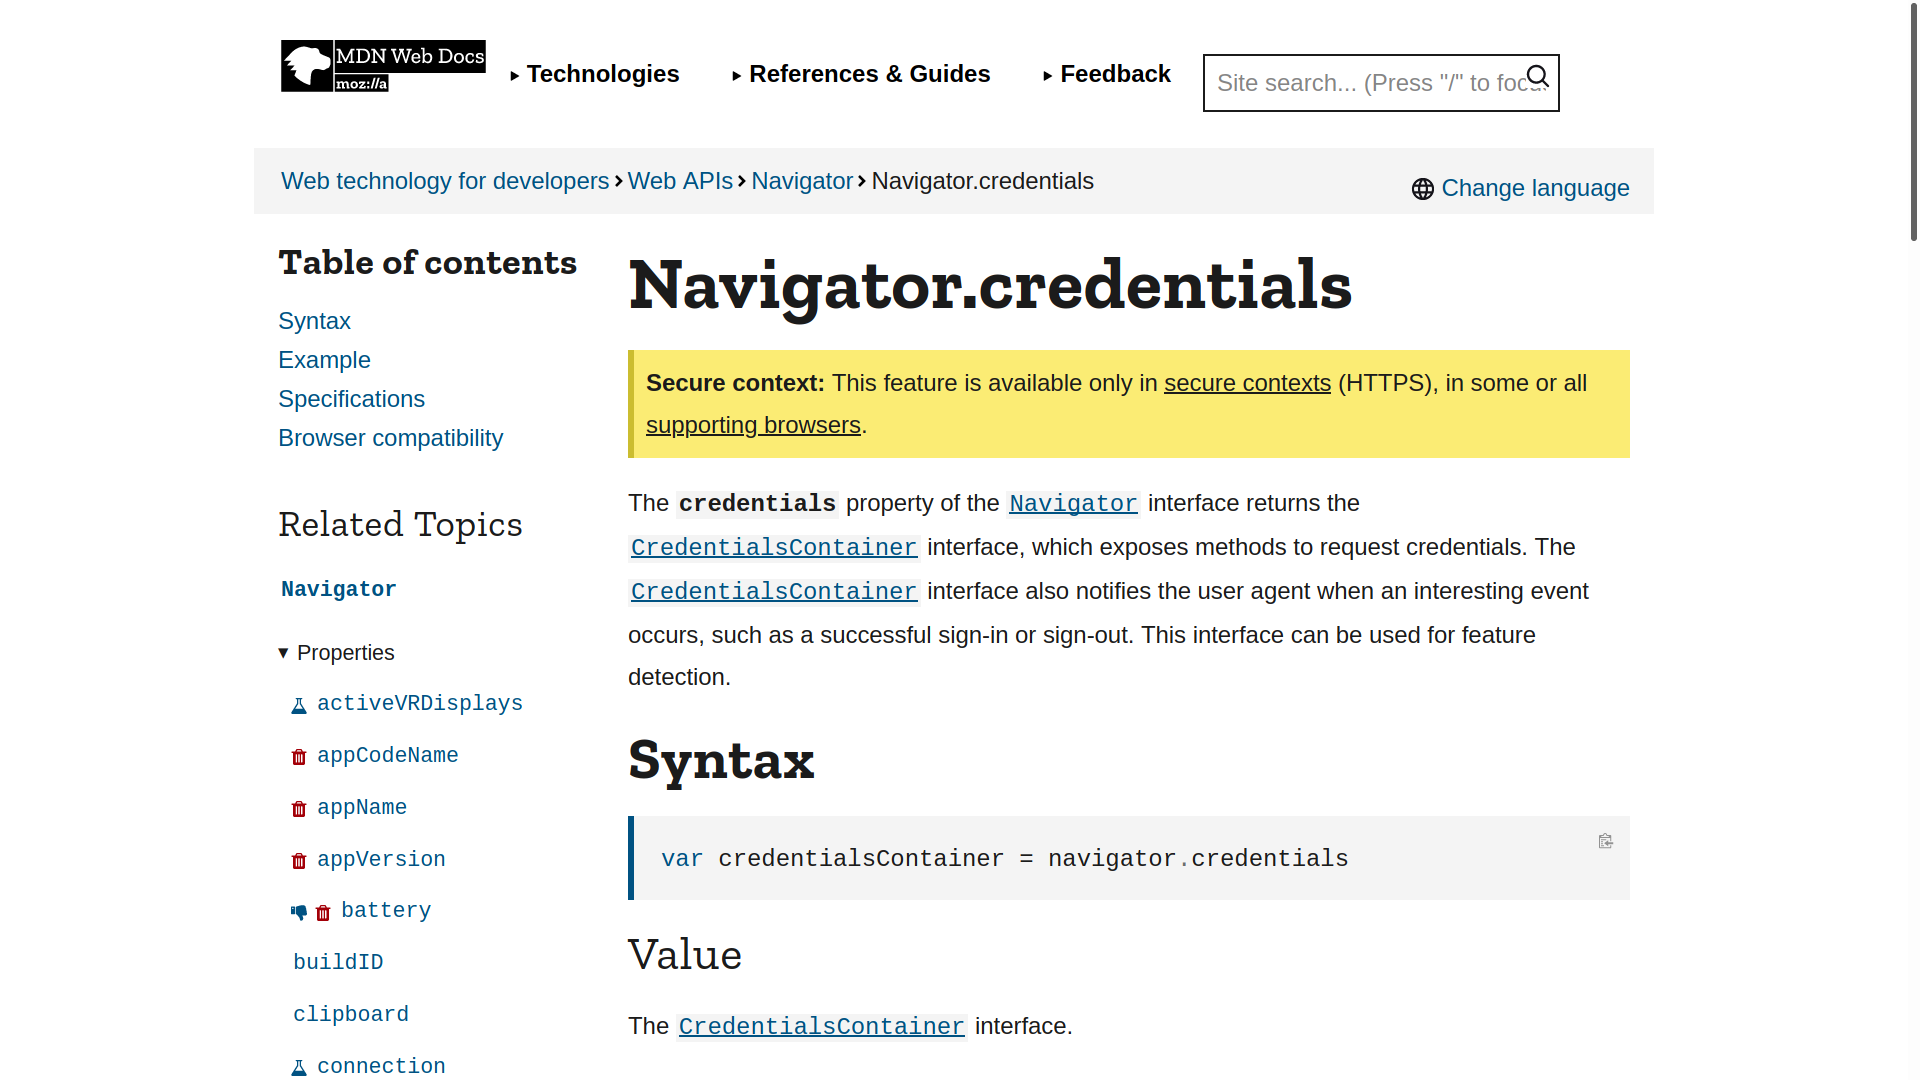 MDN Web Docs
moz://a
Technologies
References & Guides
Feedback
Site search... (Press "/" to focu
Web technology for developers
Web APIs
Navigator
Navigator.credentials
Change language
Table of contents
Syntax
Example
Specifications
Browser compatibility
Related Topics
Navigator
Properties
activeVRDisplays
appCodeName
appName
appVersion
battery
buildID
clipboard
connection
Navigator.credentials
Secure context: This feature is available only in secure contexts (HTTPS), in some or all
supporting browsers.
The credentials property of the Navigator interface returns the
CredentialsContainer interface, which exposes methods to request credentials. The
CredentialsContainer interface also notifies the user agent when an interesting event
occurs, such as a successful sign-in or sign-out. This interface can be used for feature
detection.
Syntax
var credentialsContainer = navigator.credentials
Value
The CredentialsContainer interface.